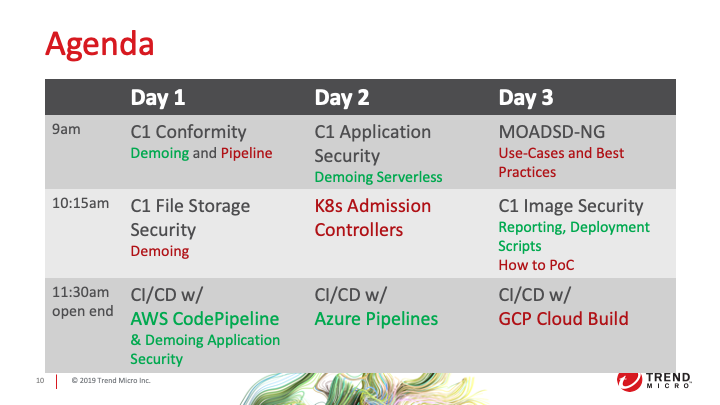 Agenda
Day 1 Day 2 Day 3
9am
C1 Conformity
Demoing and Pipeline
C1 Application
Security
Demoing Serverless
MOADSD-NG
Use-Cases and Best
Practices
10:15am
C1 File Storage
Security
Demoing
K8s Admission
Controllers
C1 Image Security
Reporting, Deployment
Scripts
How to PoC
11:30am
open end
CI/CD w/
AWS CodePipeline
& Demoing Application
Security
CI/CD w/
Azure Pipelines
CI/CD w/
GCP Cloud Build
10
© 2019 Trend Micro Inc.
TREND
MICRO